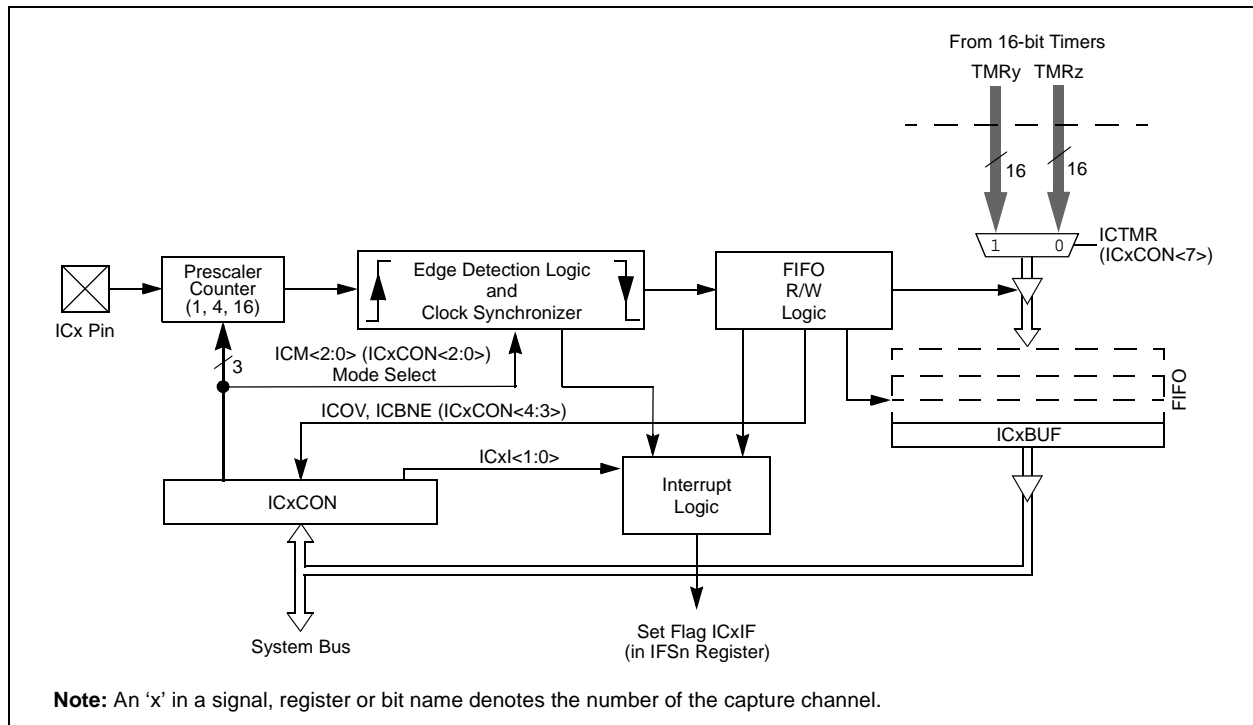 From 16-bit Timers
TMRy TMRz
16 16
1 0
ICTMR
(ICxCON<7>)
Prescaler
Counter
(1, 4, 16)
Edge Detection Logic
and
Clock Synchronizer
FIFO
R/W
Logic
ICx Pin
3
ICM<2:0> (ICxCON<2:0>)
Mode Select
FIFO
ICOV, ICBNE (ICxCON<4:3>)
ICxBUF
ICxI<1:0>
ICxCON
Interrupt
Logic
System Bus
Set Flag ICxIF
(in IFSn Register)
Note: An ‘x’ in a signal, register or bit name denotes the number of the capture channel.